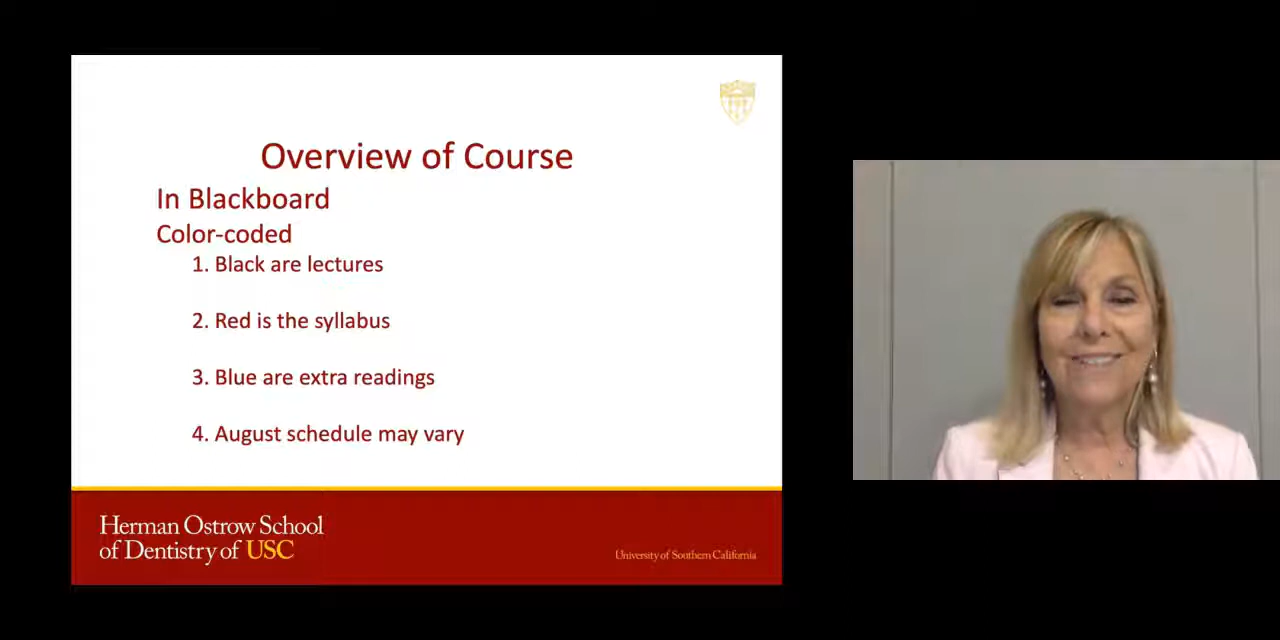 Overview of Course
In Blackboard
Color-coded
1. Black are lectures
2. Red is the syllabus
3. Blue are extra readings
4. August schedule may vary
Herman Ostrow School
of Dentistry of USC
University of Southern California